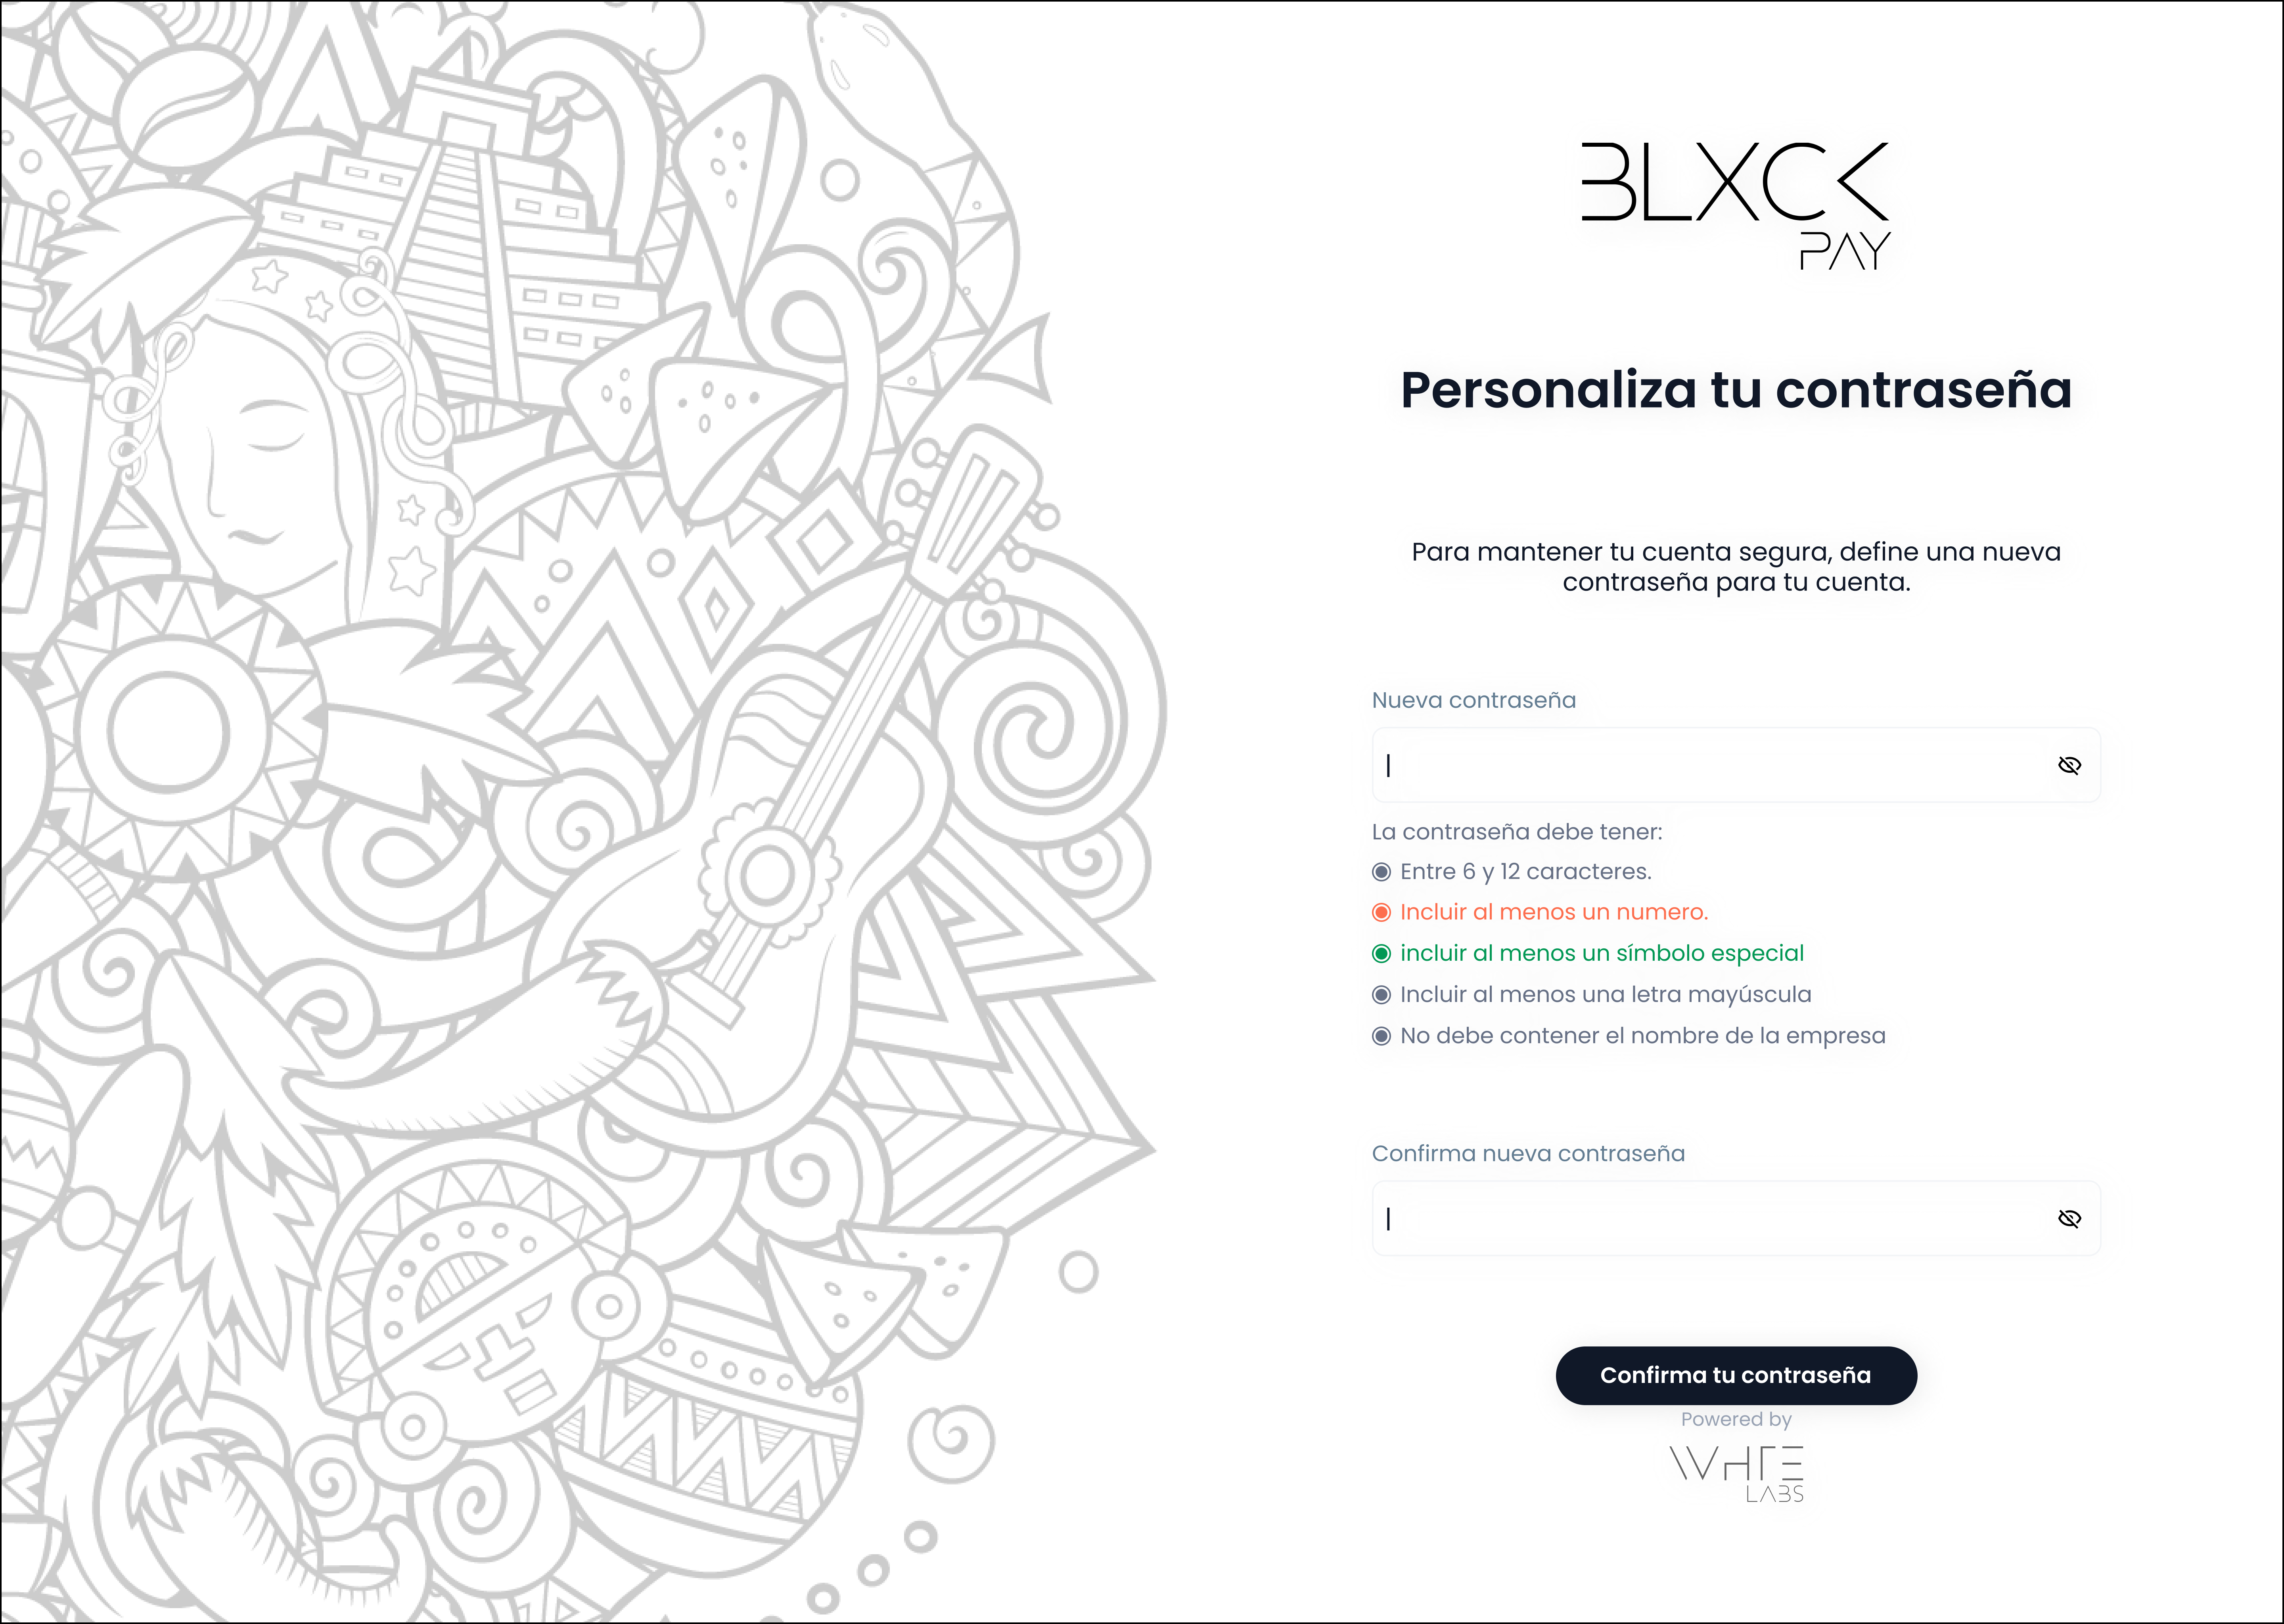 BLXCK
PAY
Personaliza tu contraseña
Para mantener tu cuenta segura, define una nueva
contraseña para tu cuenta.
Nueva contraseña
La contraseña debe tener:
Entre 6 y 12 caracteres.
Incluir al menos un numero.
incluir al menos un símbolo especial
Incluir al menos una letra mayúscula
No debe contener el nombre de la empresa
Confirma nueva contraseña
Confirma tu contraseña
Powered by
WHTE
LABS